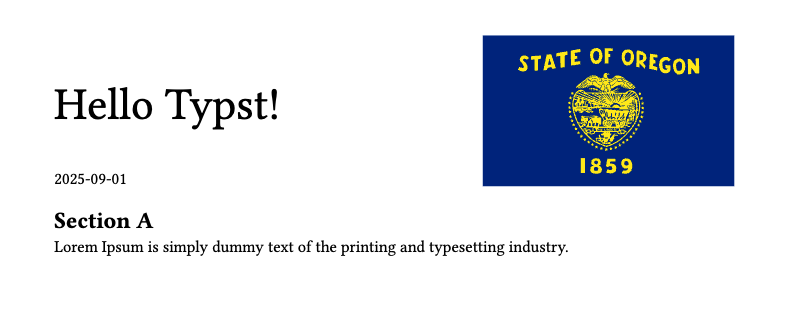 Hello Typst!
STATE OF OREGON
1859
2025-09-01
Section A
Lorem Ipsum is simply dummy text of the printing and typesetting industry.